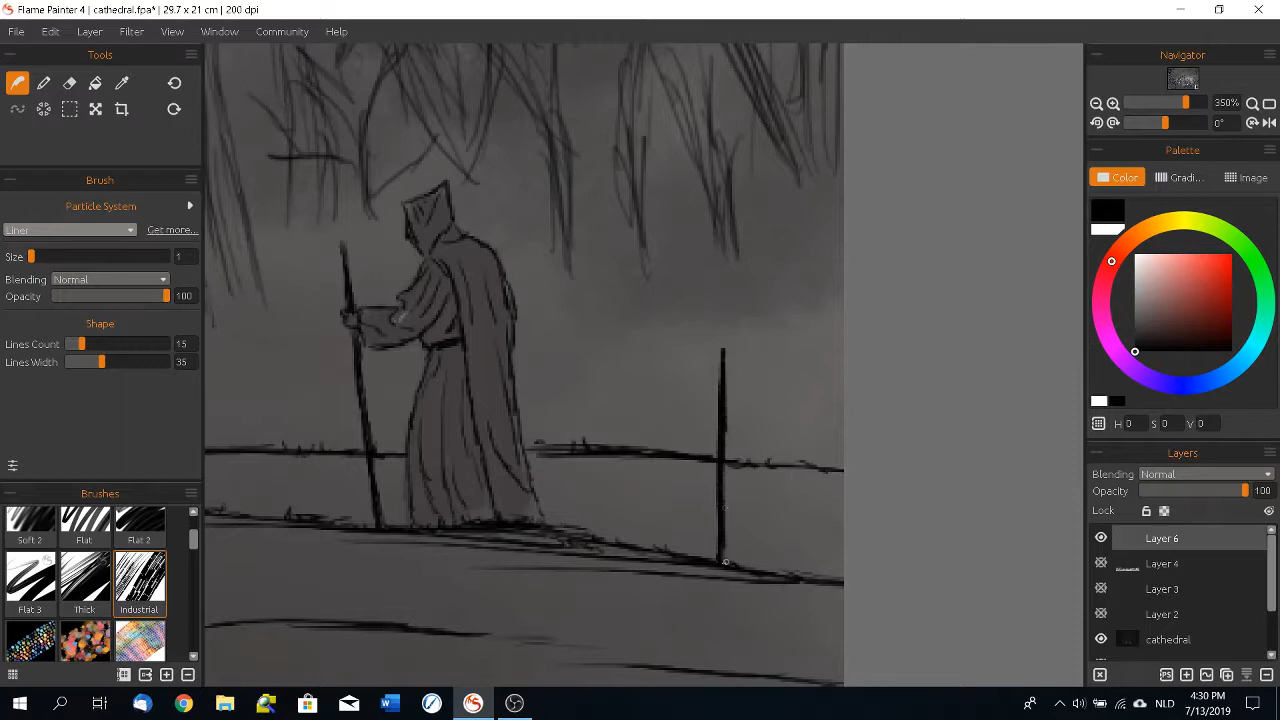 Flame Painter 4 | cathedral.fpa* | 29.7 x 21 cm | 200 dpi
File Edit Layer Filter View Window Community Help
Tools
Brush
Particle System
Liner Get more...
Size 1
Blending Normal
Opacity 100
Shape
Lines Count 15
Lines Width 35
Brushes
Soft 2 Flat Flat 2
Flat 3 Thick Industrial
Navigator
350%
0°
Palette
Color Gradi... Image
H 0 S 0 V 0
Layers
Blending Normal
Opacity 100
Lock
Layer 6
Layer 4
Layer 3
Layer 2
cathedral
PS
NLD
4:30 PM
7/13/2019